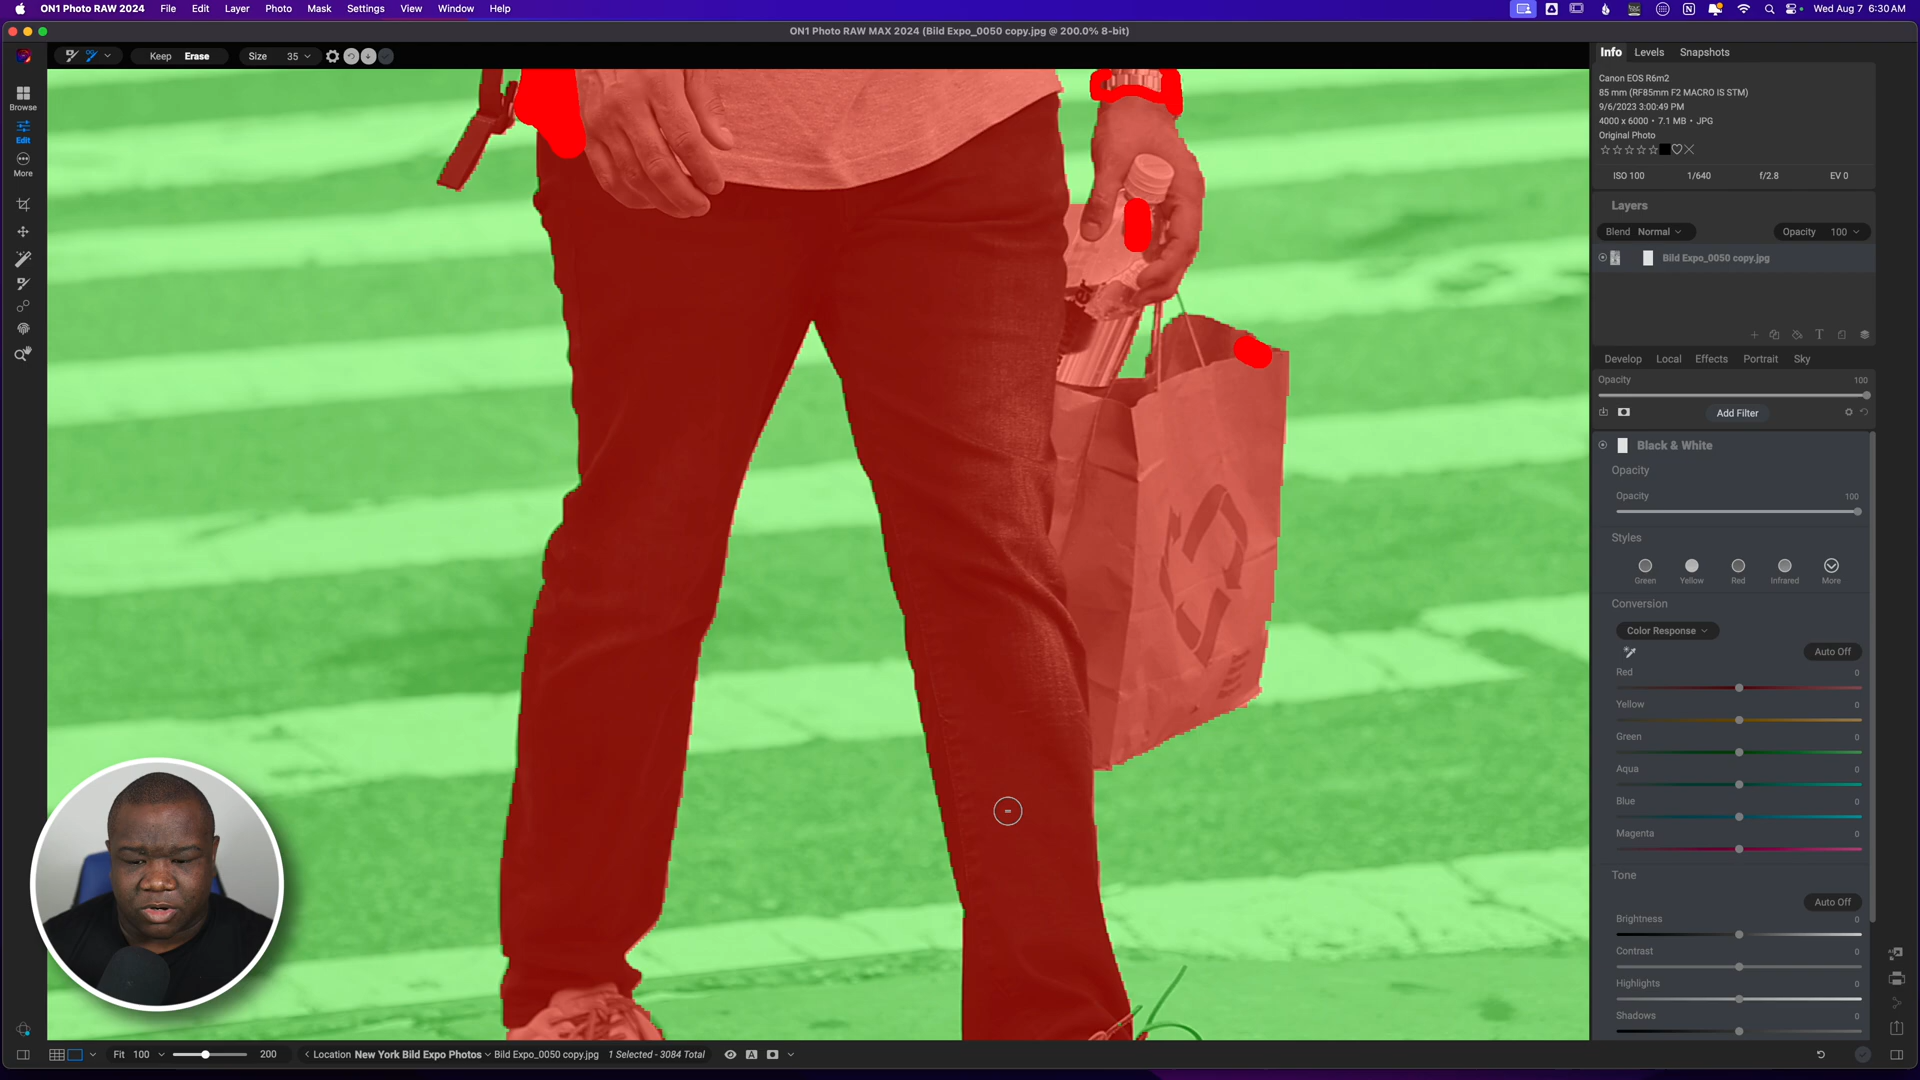 ON1 Photo RAW MAX 2024 File Edit Layer Photo Mask Settings View Window Help Wed Aug 7 6:30 AM
ON1 Photo RAW MAX 2024 (Bild Expo_0050 copy.jpg @ 200.0% 8-bit)
Keep Erase Size 35
Info Levels Snapshots
Canon EOS R6m2
85 mm (RF85mm F2 MACRO IS STM)
9/6/2023 3:00:49 PM
4000 x 6000 • 7.1 MB • JPG
Original Photo
ISO 100 1/640 f/2.8 EV 0
Browse
Edit
More
Layers
Blend Normal Opacity 100
Bild Expo_0050 copy.jpg
Develop Local Effects Portrait Sky
Opacity 100
Add Filter
Black & White
Opacity
Opacity 100
Styles
Green Yellow Red Infrared More
Conversion
Color Response
Auto Off
Red 0
Yellow 0
Green 0
Aqua 0
Blue 0
Magenta 0
Tone
Auto Off
Brightness 0
Contrast 0
Highlights 0
Shadows 0
Fit 100 200 Location New York Bild Expo Photos Bild Expo_0050 copy.jpg 1 Selected - 3084 Total